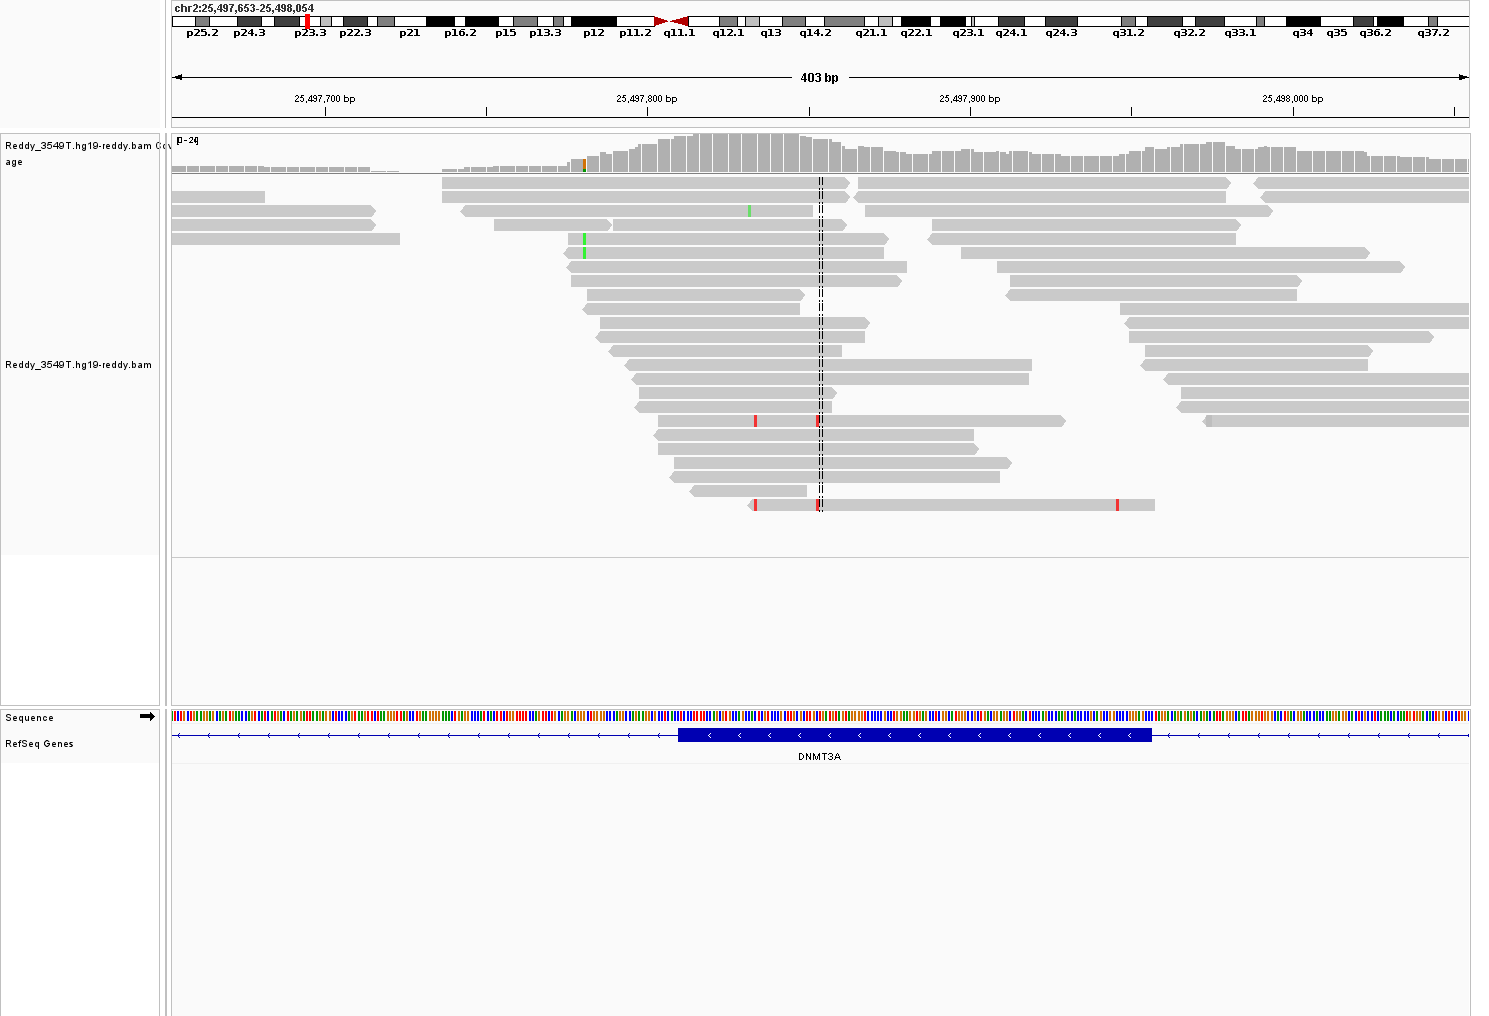 chr2:25,497,653-25,498,054
p25.2 p24.3 p23.3 p22.3 p21 p16.2 p15 p13.3 p12 p11.2 q11.1 q12.1 q13 q14.2 q21.1 q22.1 q23.1 q24.1 q24.3 q31.2 q32.2 q33.1 q34 q35 q36.2 q37.2
403 bp
25,497,700 bp 25,497,800 bp 25,497,900 bp 25,498,000 bp
[0-24]
Reddy_3549T.hg19-reddy.bam Cov
age
Reddy_3549T.hg19-reddy.bam
Sequence
RefSeq Genes
DNMT3A